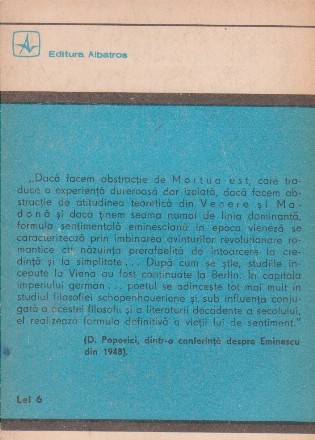 Editura Albatros
„Dacă facem abstracție de Mortua est, care tra-
duce o experiență dureroasă dar izolată, dacă facem ab-
stracție de atitudinea teoretică din Venere și Ma-
donă și dacă ținem seama numai de linia dominantă,
formula sentimentală eminesciană în epoca vieneză se
caracterizează prin îmbinarea avînturilor revoluționare ro-
mantice cu năzuința prerafaelită de întoarcere la cre-
dință și la simplitate... După cum se știe, studiile în-
cepute la Viena au fost continuate la Berlin. În capitala
imperiului german... poetul se adîncește tot mai mult în
studiul filosofiei schopenhaueriene și, sub influența conju-
gată a acestei filosofii și a literaturii decadente a secolului,
el realizează formula definitivă a vieții lui de sentiment."
(D. Popovici, dintr-o conferință despre Eminescu
din 1948).
Lei 6